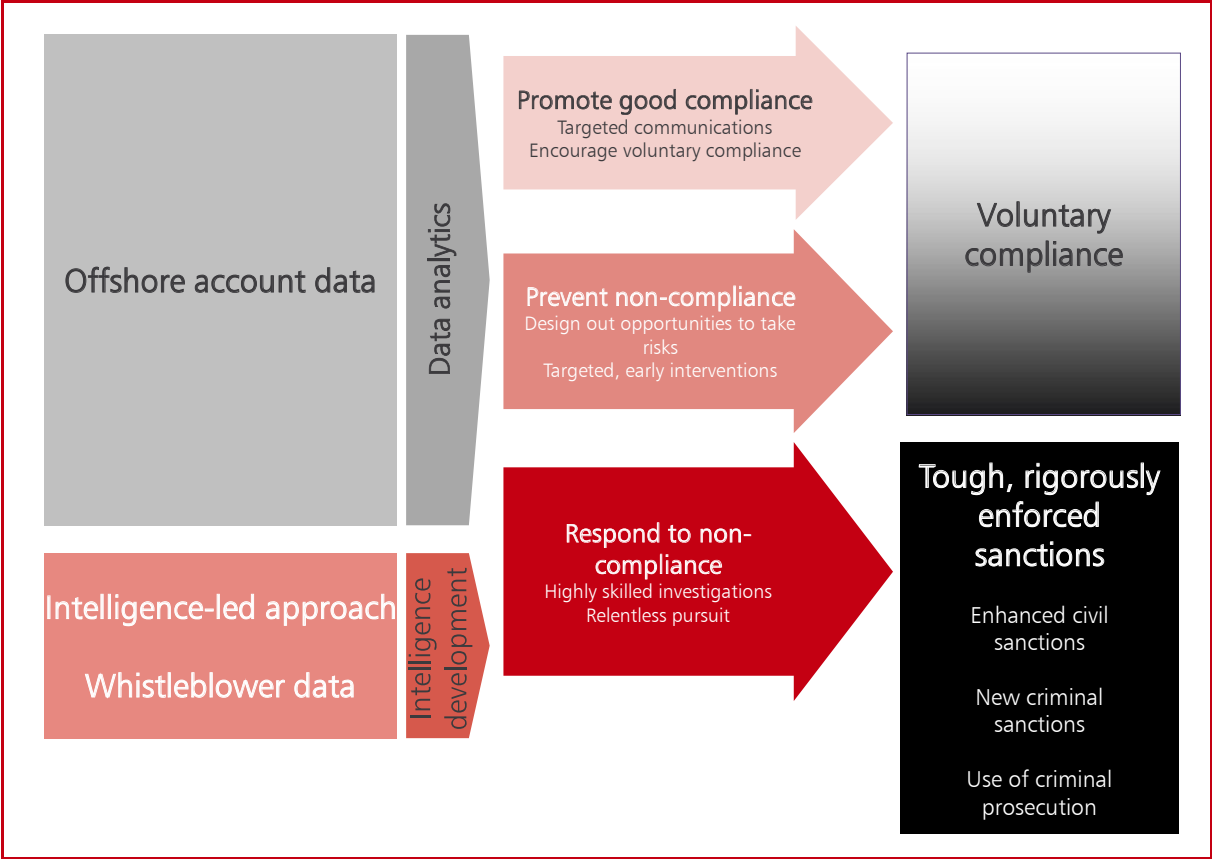 Offshore account data
Data analytics
Intelligence-led approach
Whistleblower data
Intelligence
development
Promote good compliance
Targeted communications
Encourage voluntary compliance
Prevent non-compliance
Design out opportunities to take
risks
Targeted, early interventions
Respond to non-
compliance
Highly skilled investigations
Relentless pursuit
Voluntary
compliance
Tough, rigorously
enforced
sanctions
Enhanced civil
sanctions
New criminal
sanctions
Use of criminal
prosecution